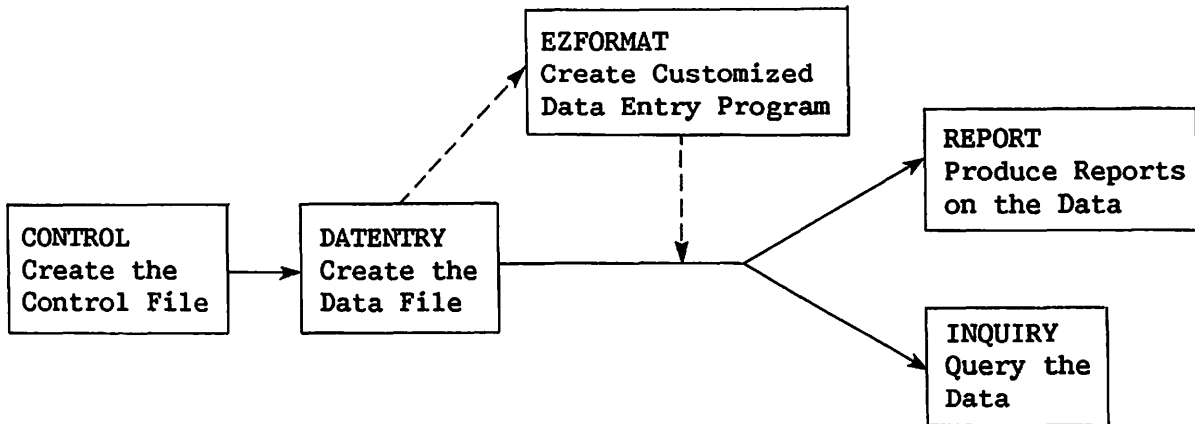 EZFORMAT
Create Customized
Data Entry Program
REPORT
Produce Reports
on the Data
CONTROL
Create the
Control File
DATENTRY
Create the
Data File
INQUIRY
Query the
Data